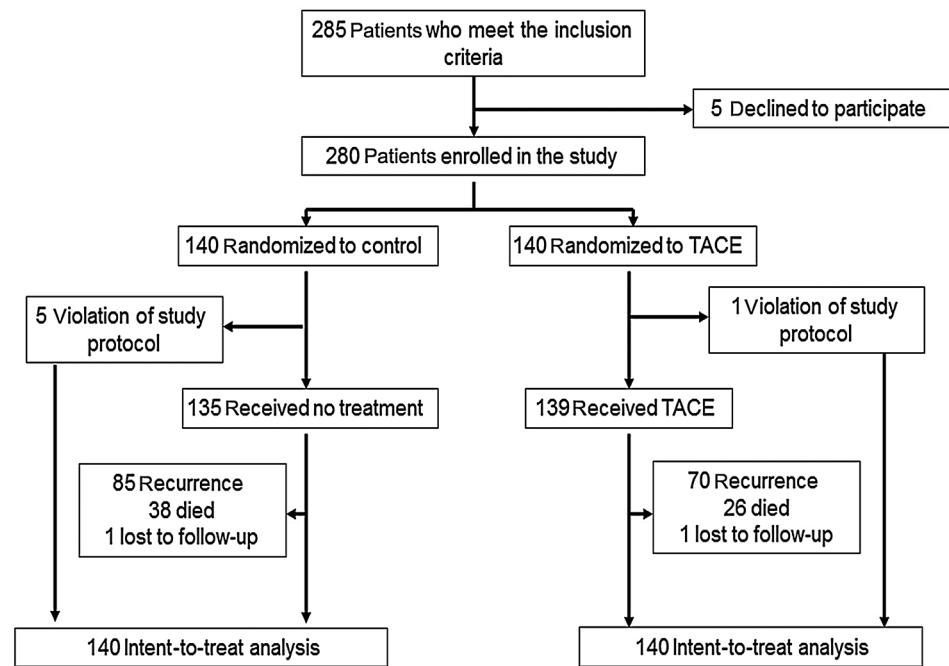 285 Patients who meet the inclusion
criteria
5 Declined to participate
280 Patients enrolled in the study
140 Randomized to control
140 Randomized to TACE
5 Violation of study
protocol
1 Violation of study protocol
135 Received no treatment
139 Received TACE
85 Recurrence
38 died
1 lost to follow-up
70 Recurrence
26 died
1 lost to follow-up
140 Intent-to-treat analysis
140 Intent-to-treat analysis